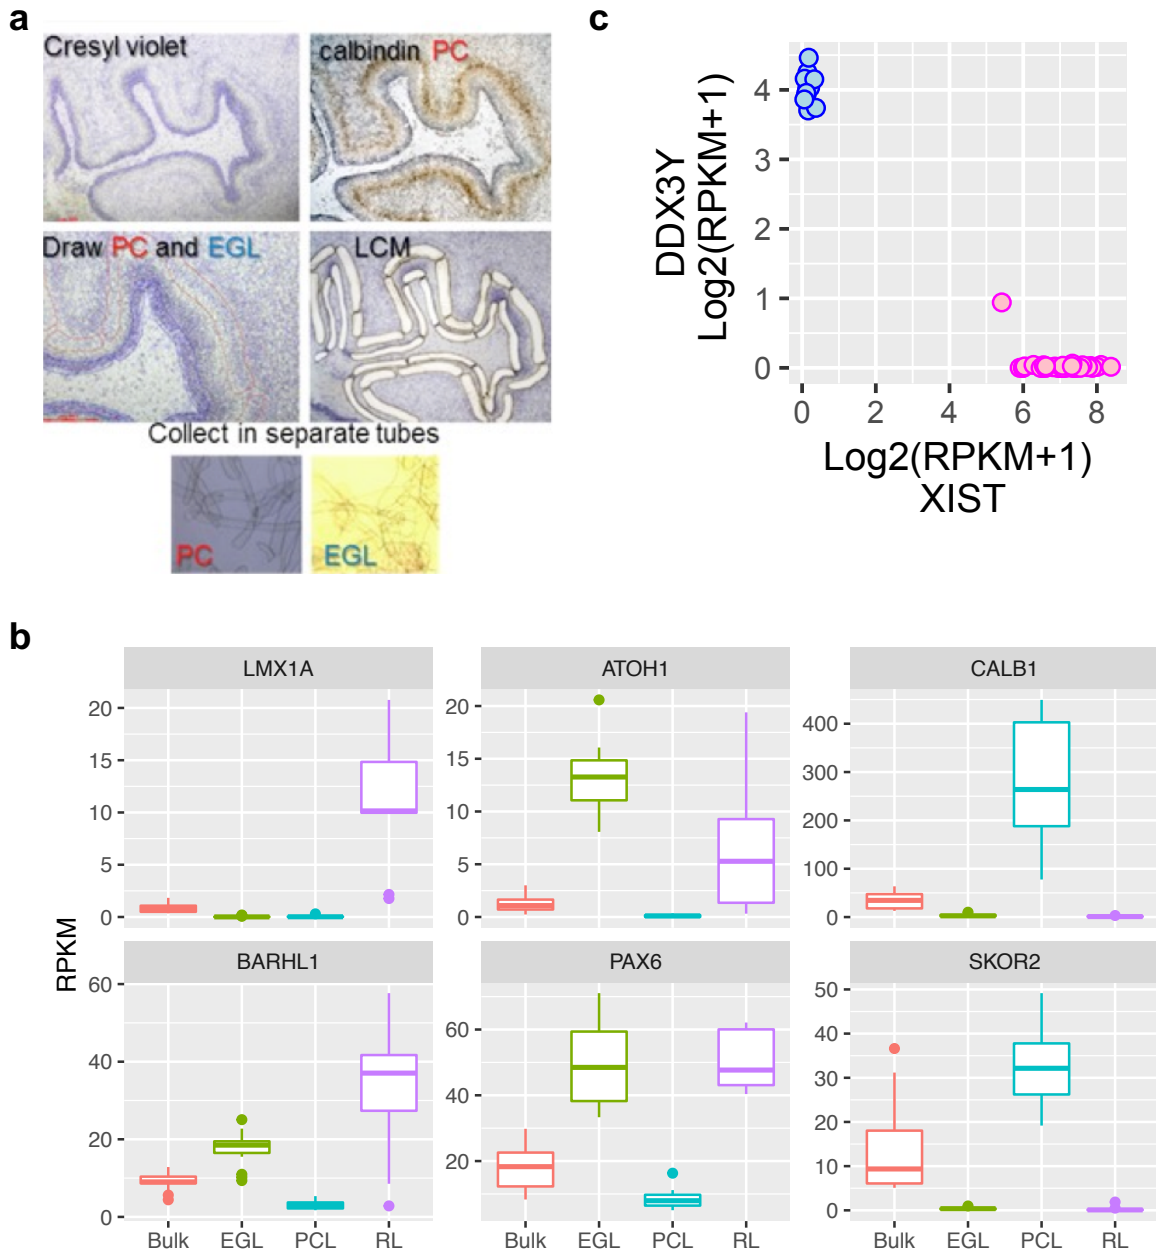 a
Cresyl violet
calbindin PC
Draw PC and EGL
LCM
Collect in separate tubes
PC
EGL
c
DDX3Y
Log2(RPKM+1)
4
3
2
1
0
0 2 4 6 8
Log2(RPKM+1)
XIST
b
RPKM
LMX1A
20
15
10
5
0
ATOH1
20
15
10
5
0
CALB1
400
300
200
100
0
BARHL1
60
40
20
0
Bulk EGL PCL RL
PAX6
60
40
20
Bulk EGL PCL RL
SKOR2
50
40
30
20
10
0
Bulk EGL PCL RL